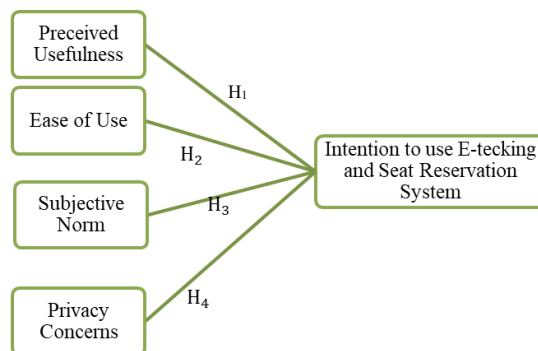 Preceived
Usefulness
H1
Ease of Use
H2
Intention to use E-tecking
and Seat Reservation
System
Subjective
Norm
H3
H4
Privacy
Concerns